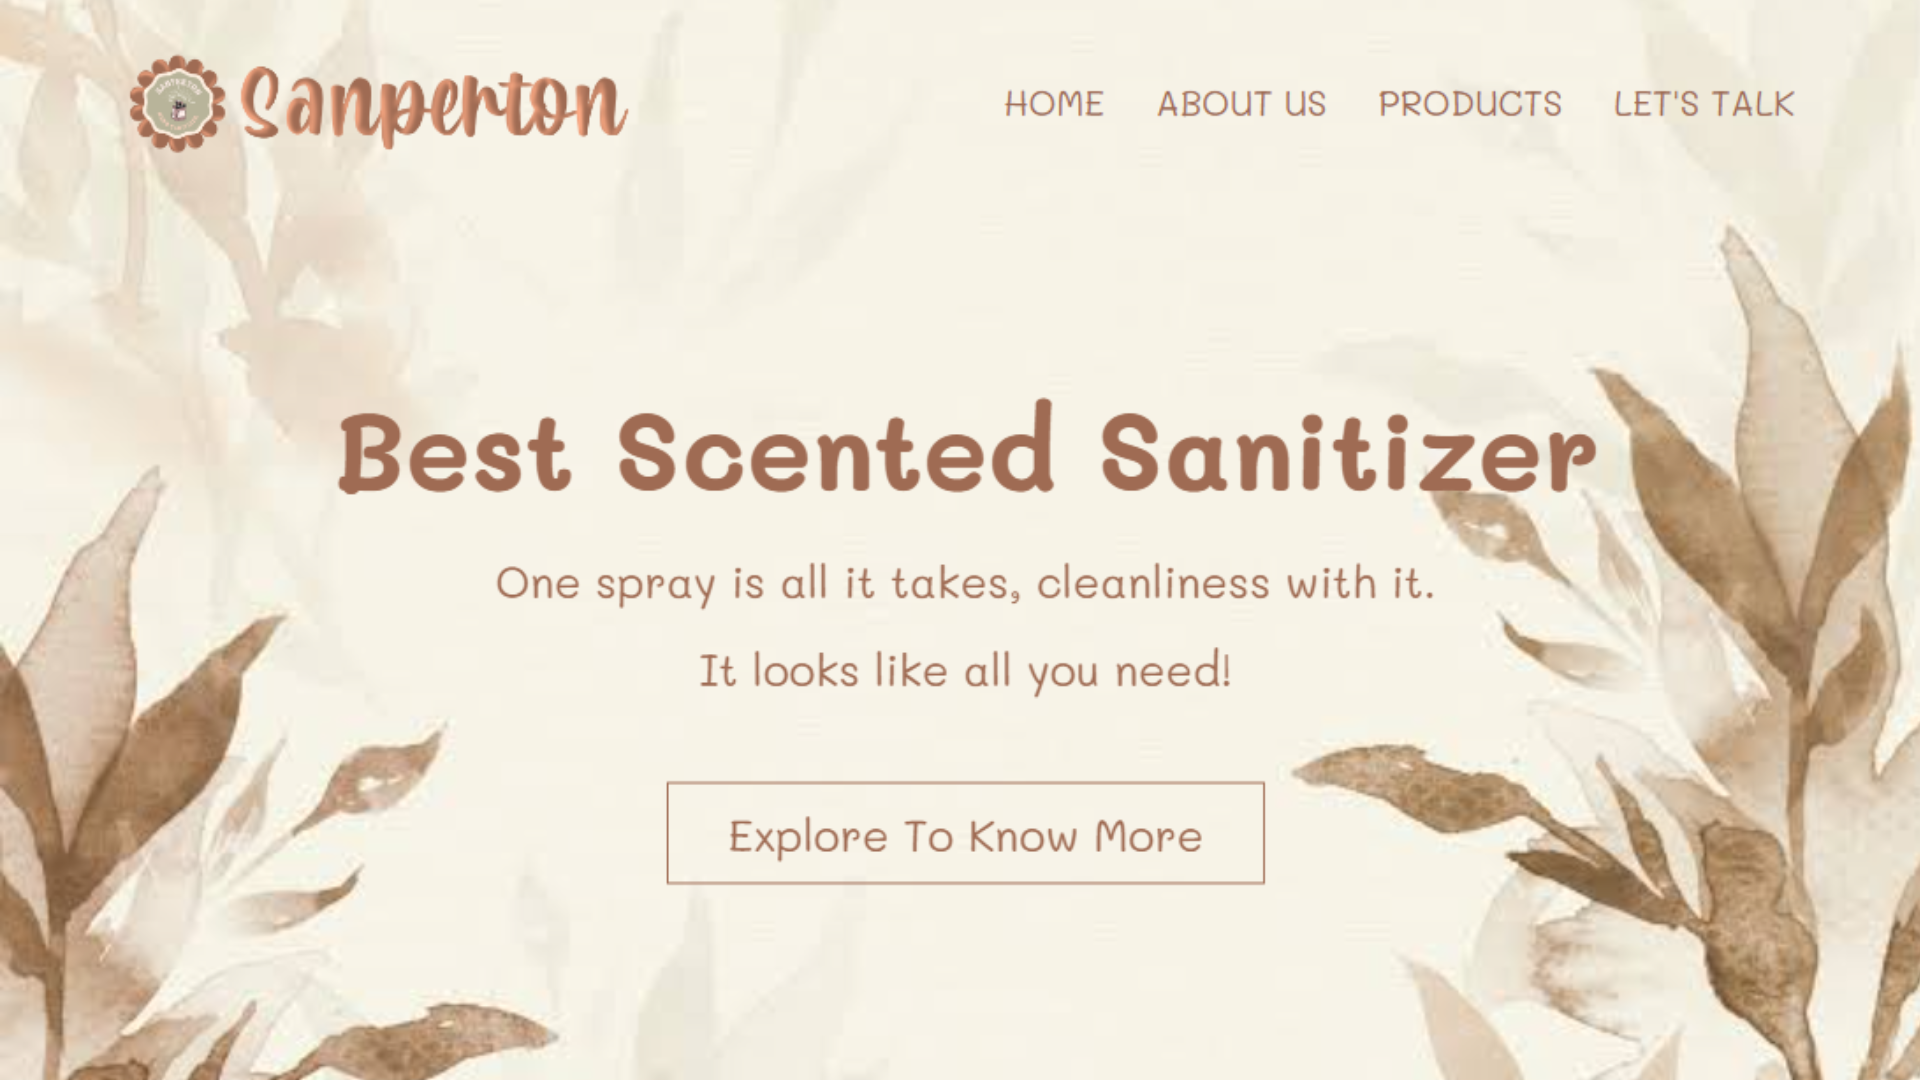 Sanperton
HOME ABOUT US PRODUCTS LET'S TALK
Best Scented Sanitizer
One spray is all it takes, cleanliness with it.
It looks like all you need!
Explore To Know More